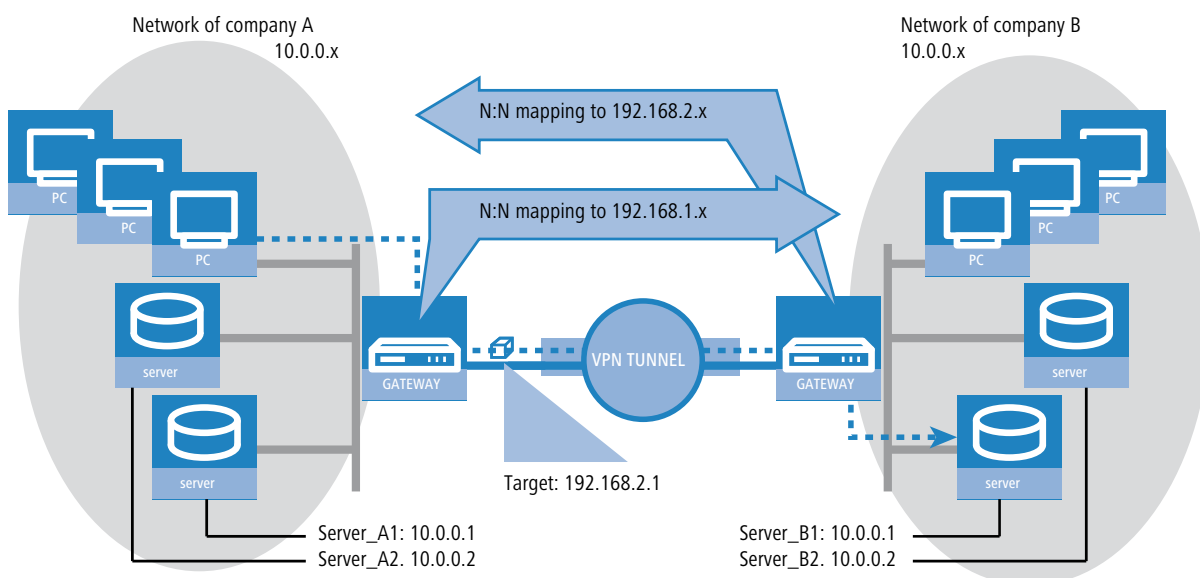 Network of company A
10.0.0.x
Network of company B
10.0.0.x
N:N mapping to 192.168.2.x
N:N mapping to 192.168.1.x
PC
PC
PC
PC
PC
PC
server
server
GATEWAY
VPN TUNNEL
GATEWAY
server
server
Target: 192.168.2.1
Server_A1: 10.0.0.1
Server_A2. 10.0.0.2
Server_B1: 10.0.0.1
Server_B2. 10.0.0.2